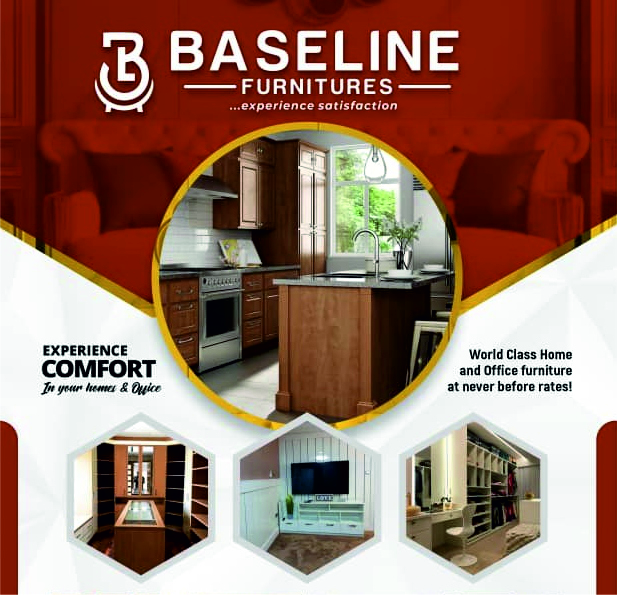 BASELINE
FURNITURES
...experience satisfaction
EXPERIENCE
COMFORT
In your homes & Office
World Class Home
and Office furniture
at never before rates!